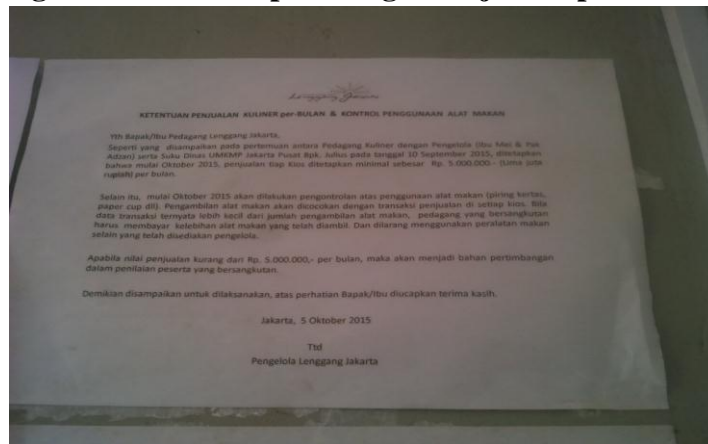 Lenggang Jakarta
KETENTUAN PENJUALAN KULINER per-BULAN & KONTROL PENGGUNAAN ALAT MAKAN
Yth Bapak/Ibu Pedagang Lenggang Jakarta,
Seperti yang disampaikan pada pertemuan antara Pedagang Kuliner dengan Pengelola (Ibu Mei & Pak
Adzan) serta Suku Dinas UMKMP Jakarta Pusat Bpk. Julius pada tanggal 10 September 2015, ditetapkan
bahwa mulai Oktober 2015, penjualan tiap Kios ditetapkan minimal sebesar Rp. 5.000.000.- (Lima juta
rupiah) per bulan.
Selain itu, mulai Oktober 2015 akan dilakukan pengontrolan atas penggunaan alat makan (piring kertas,
paper cup dll). Pengambilan alat makan akan dicocokan dengan transaksi penjualan di setiap kios. Bila
data transaksi ternyata lebih kecil dari jumlah pengambilan alat makan, pedagang yang bersangkutan
harus membayar kelebihan alat makan yang telah diambil. Dan dilarang menggunakan peralatan makan
selain yang telah disediakan pengelola.
Apabila nilai penjualan kurang dari Rp. 5.000.000,- per bulan, maka akan menjadi bahan pertimbangan
dalam penilaian peserta yang bersangkutan.
Demikian disampaikan untuk dilaksanakan, atas perhatian Bapak/Ibu diucapkan terima kasih.
Jakarta, 5 Oktober 2015
Ttd
Pengelola Lenggang Jakarta